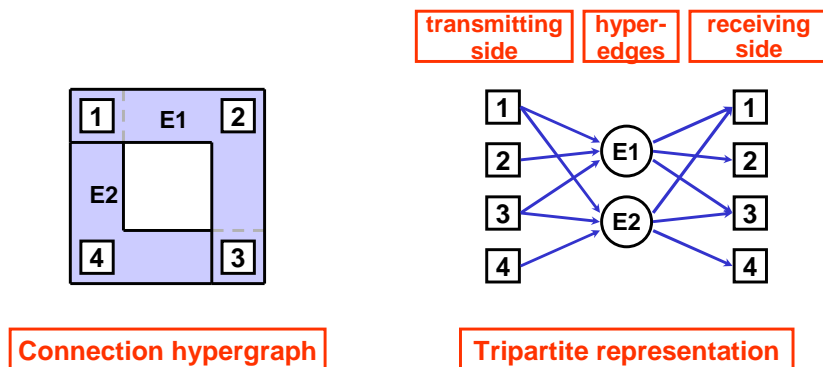 transmitting side
hyper-edges
receiving side
1
E1
2
E2
4
3
1
2
3
4
E1
E2
1
2
3
4
Connection hypergraph
Tripartite representation